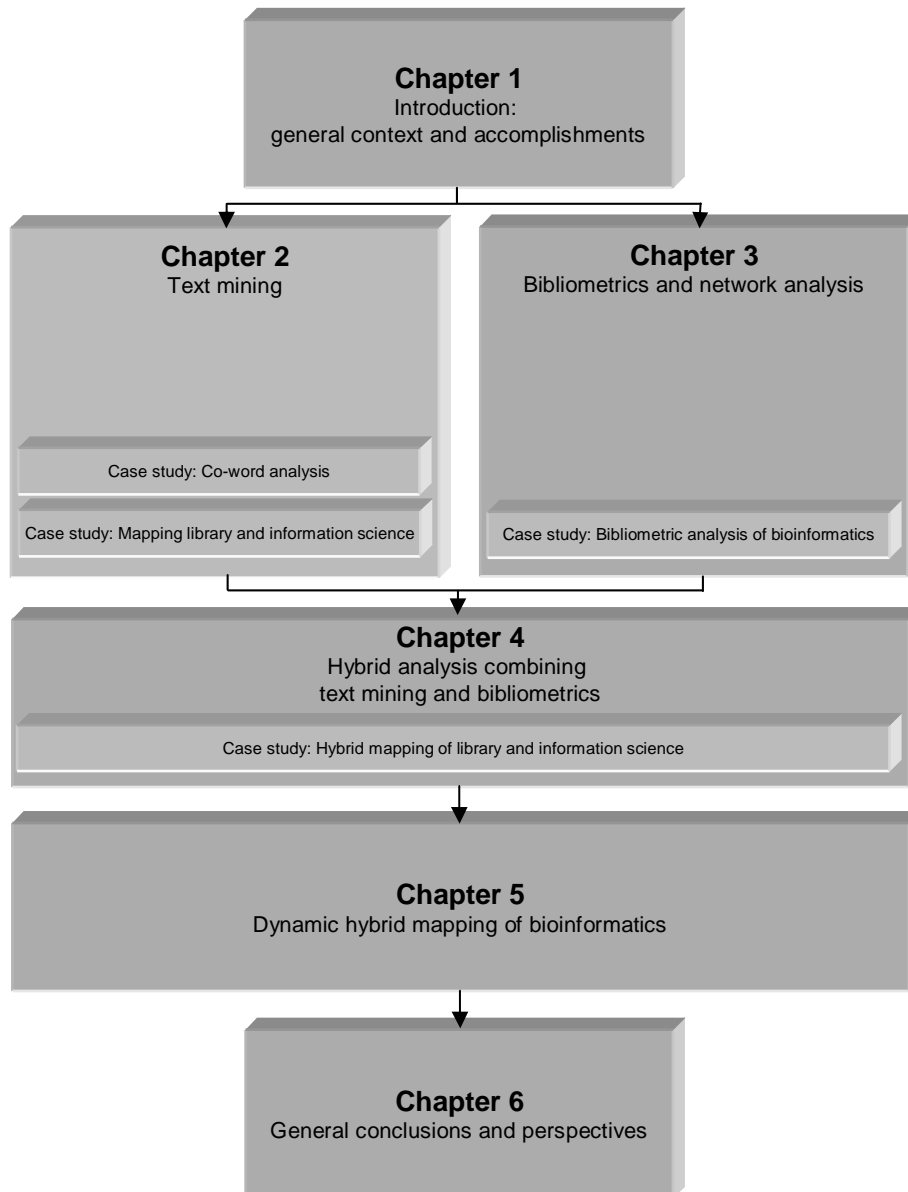 Chapter 1
Introduction:
general context and accomplishments
Chapter 2
Text mining
Case study: Co-word analysis
Case study: Mapping library and information science
Chapter 3
Bibliometrics and network analysis
Case study: Bibliometric analysis of bioinformatics
Chapter 4
Hybrid analysis combining
text mining and bibliometrics
Case study: Hybrid mapping of library and information science
Chapter 5
Dynamic hybrid mapping of bioinformatics
Chapter 6
General conclusions and perspectives